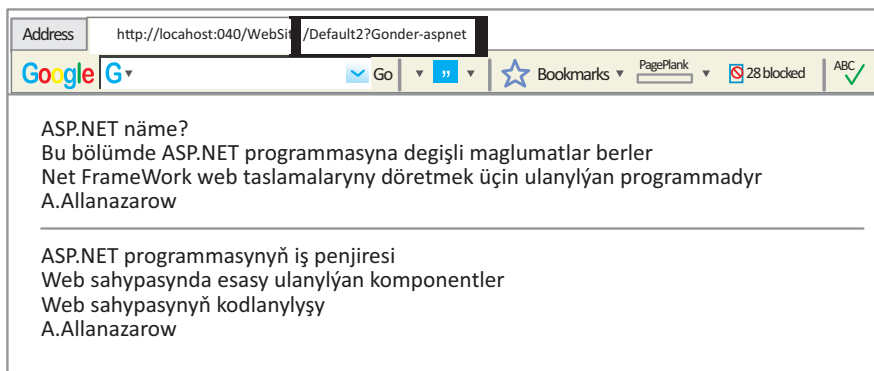 Address http://locahost:040/WebSit /Default2?Gonder-aspnet
Google G Go " Bookmarks PagePlank 28 blocked ABC
ASP.NET näme?
Bu bölümde ASP.NET programmasyna degişli maglumatlar berler
Net FrameWork web taslamalaryny döretmek üçin ulanylýan programmadyr
A.Allanazarow
ASP.NET programmasynyň iş penjiresi
Web sahypasynda esasy ulanylýan komponentler
Web sahypasynyň kodlanylyşy
A.Allanazarow